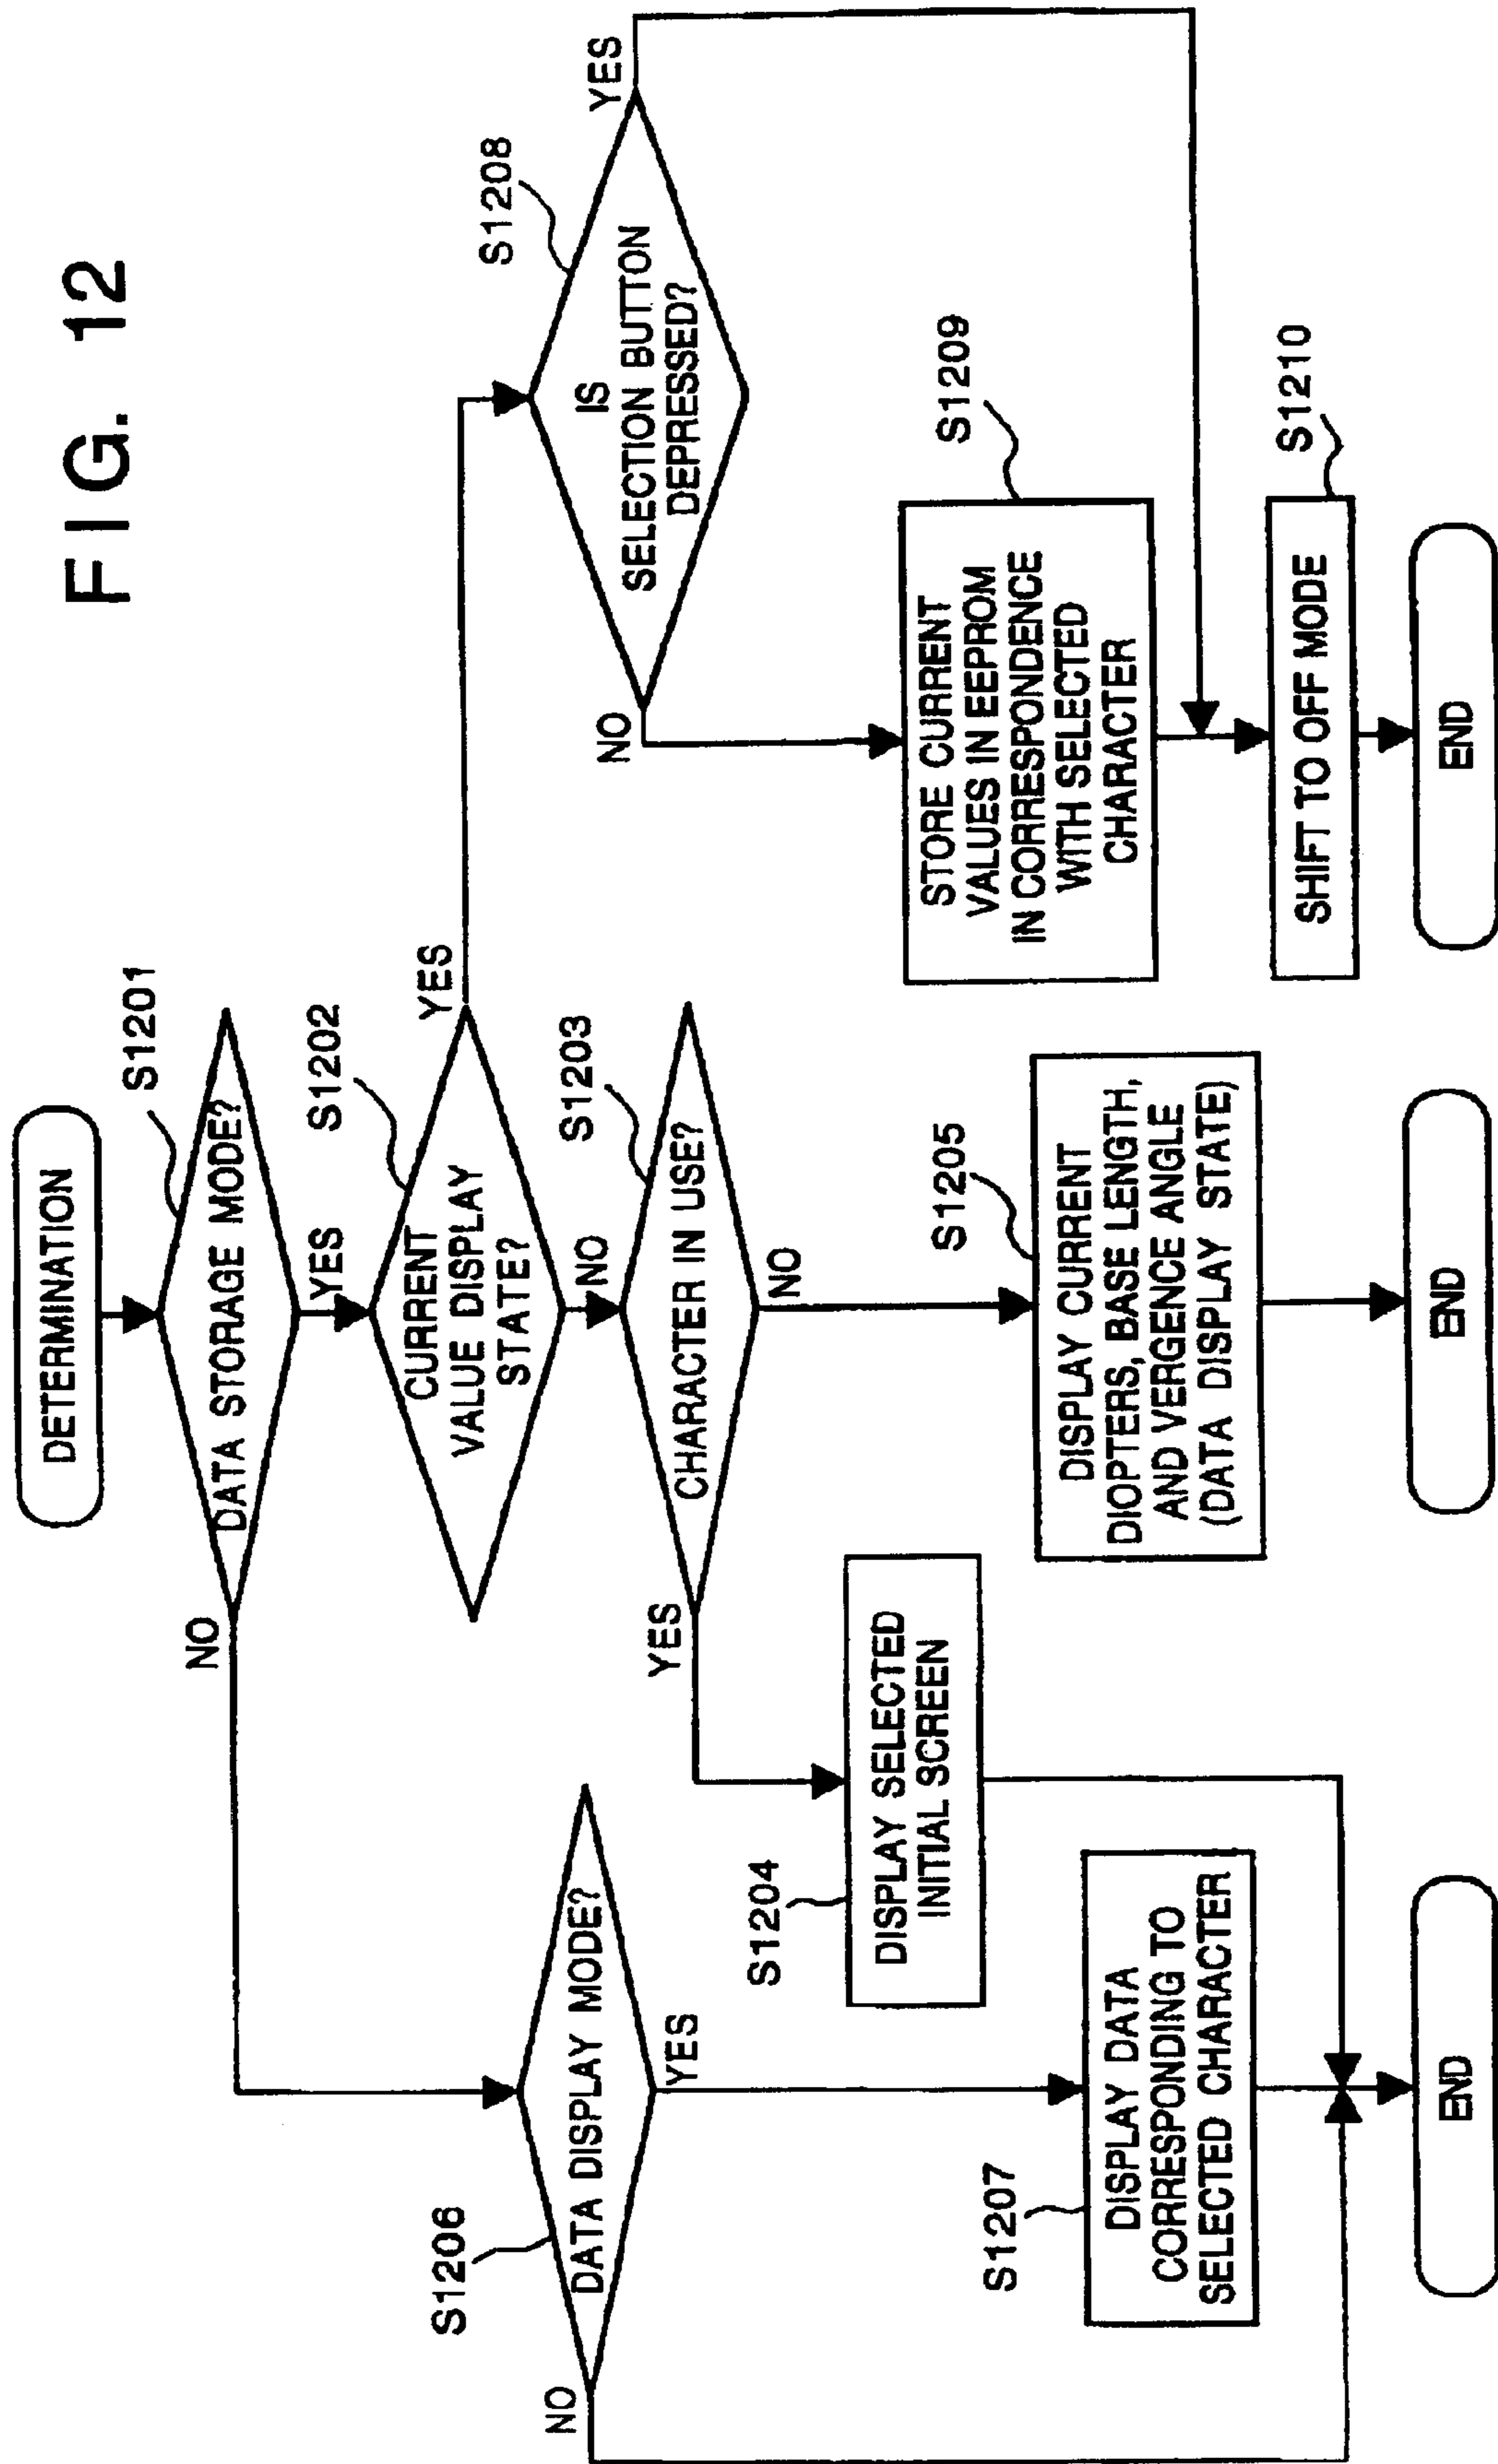 FIG. 12
DETERMINATION
S1201
DATA STORAGE MODE?
NO
YES
S1202
CURRENT
VALUE DISPLAY
STATE?
YES
NO
S1203
CHARACTER IN USE?
YES
NO
S1204
DISPLAY SELECTED
INITIAL SCREEN
S1205
DISPLAY CURRENT
DIOPTERS, BASE LENGTH,
AND VERGENCE ANGLE
(DATA DISPLAY STATE)
END
S1206
DATA DISPLAY MODE?
NO
YES
S1207
DISPLAY DATA
CORRESPONDING TO
SELECTED CHARACTER
END
S1208
IS
SELECTION BUTTON
DEPRESSED?
YES
NO
S1209
STORE CURRENT
VALUES IN EEPROM
IN CORRESPONDENCE
WITH SELECTED
CHARACTER
S1210
SHIFT TO OFF MODE
END